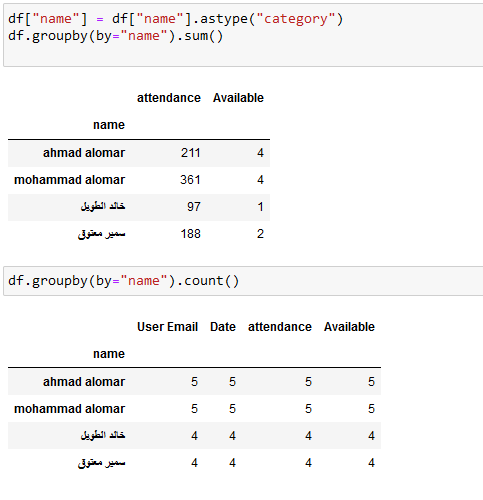 df["name"] = df["name"].astype("category")
df.groupby(by="name").sum()
attendance Available
name
ahmad alomar 211 4
mohammad alomar 361 4
خالد الطويل 97 1
سمير معتوق 188 2
df.groupby(by="name").count()
User Email Date attendance Available
name
ahmad alomar 5 5 5 5
mohammad alomar 5 5 5 5
خالد الطويل 4 4 4 4
سمير معتوق 4 4 4 4